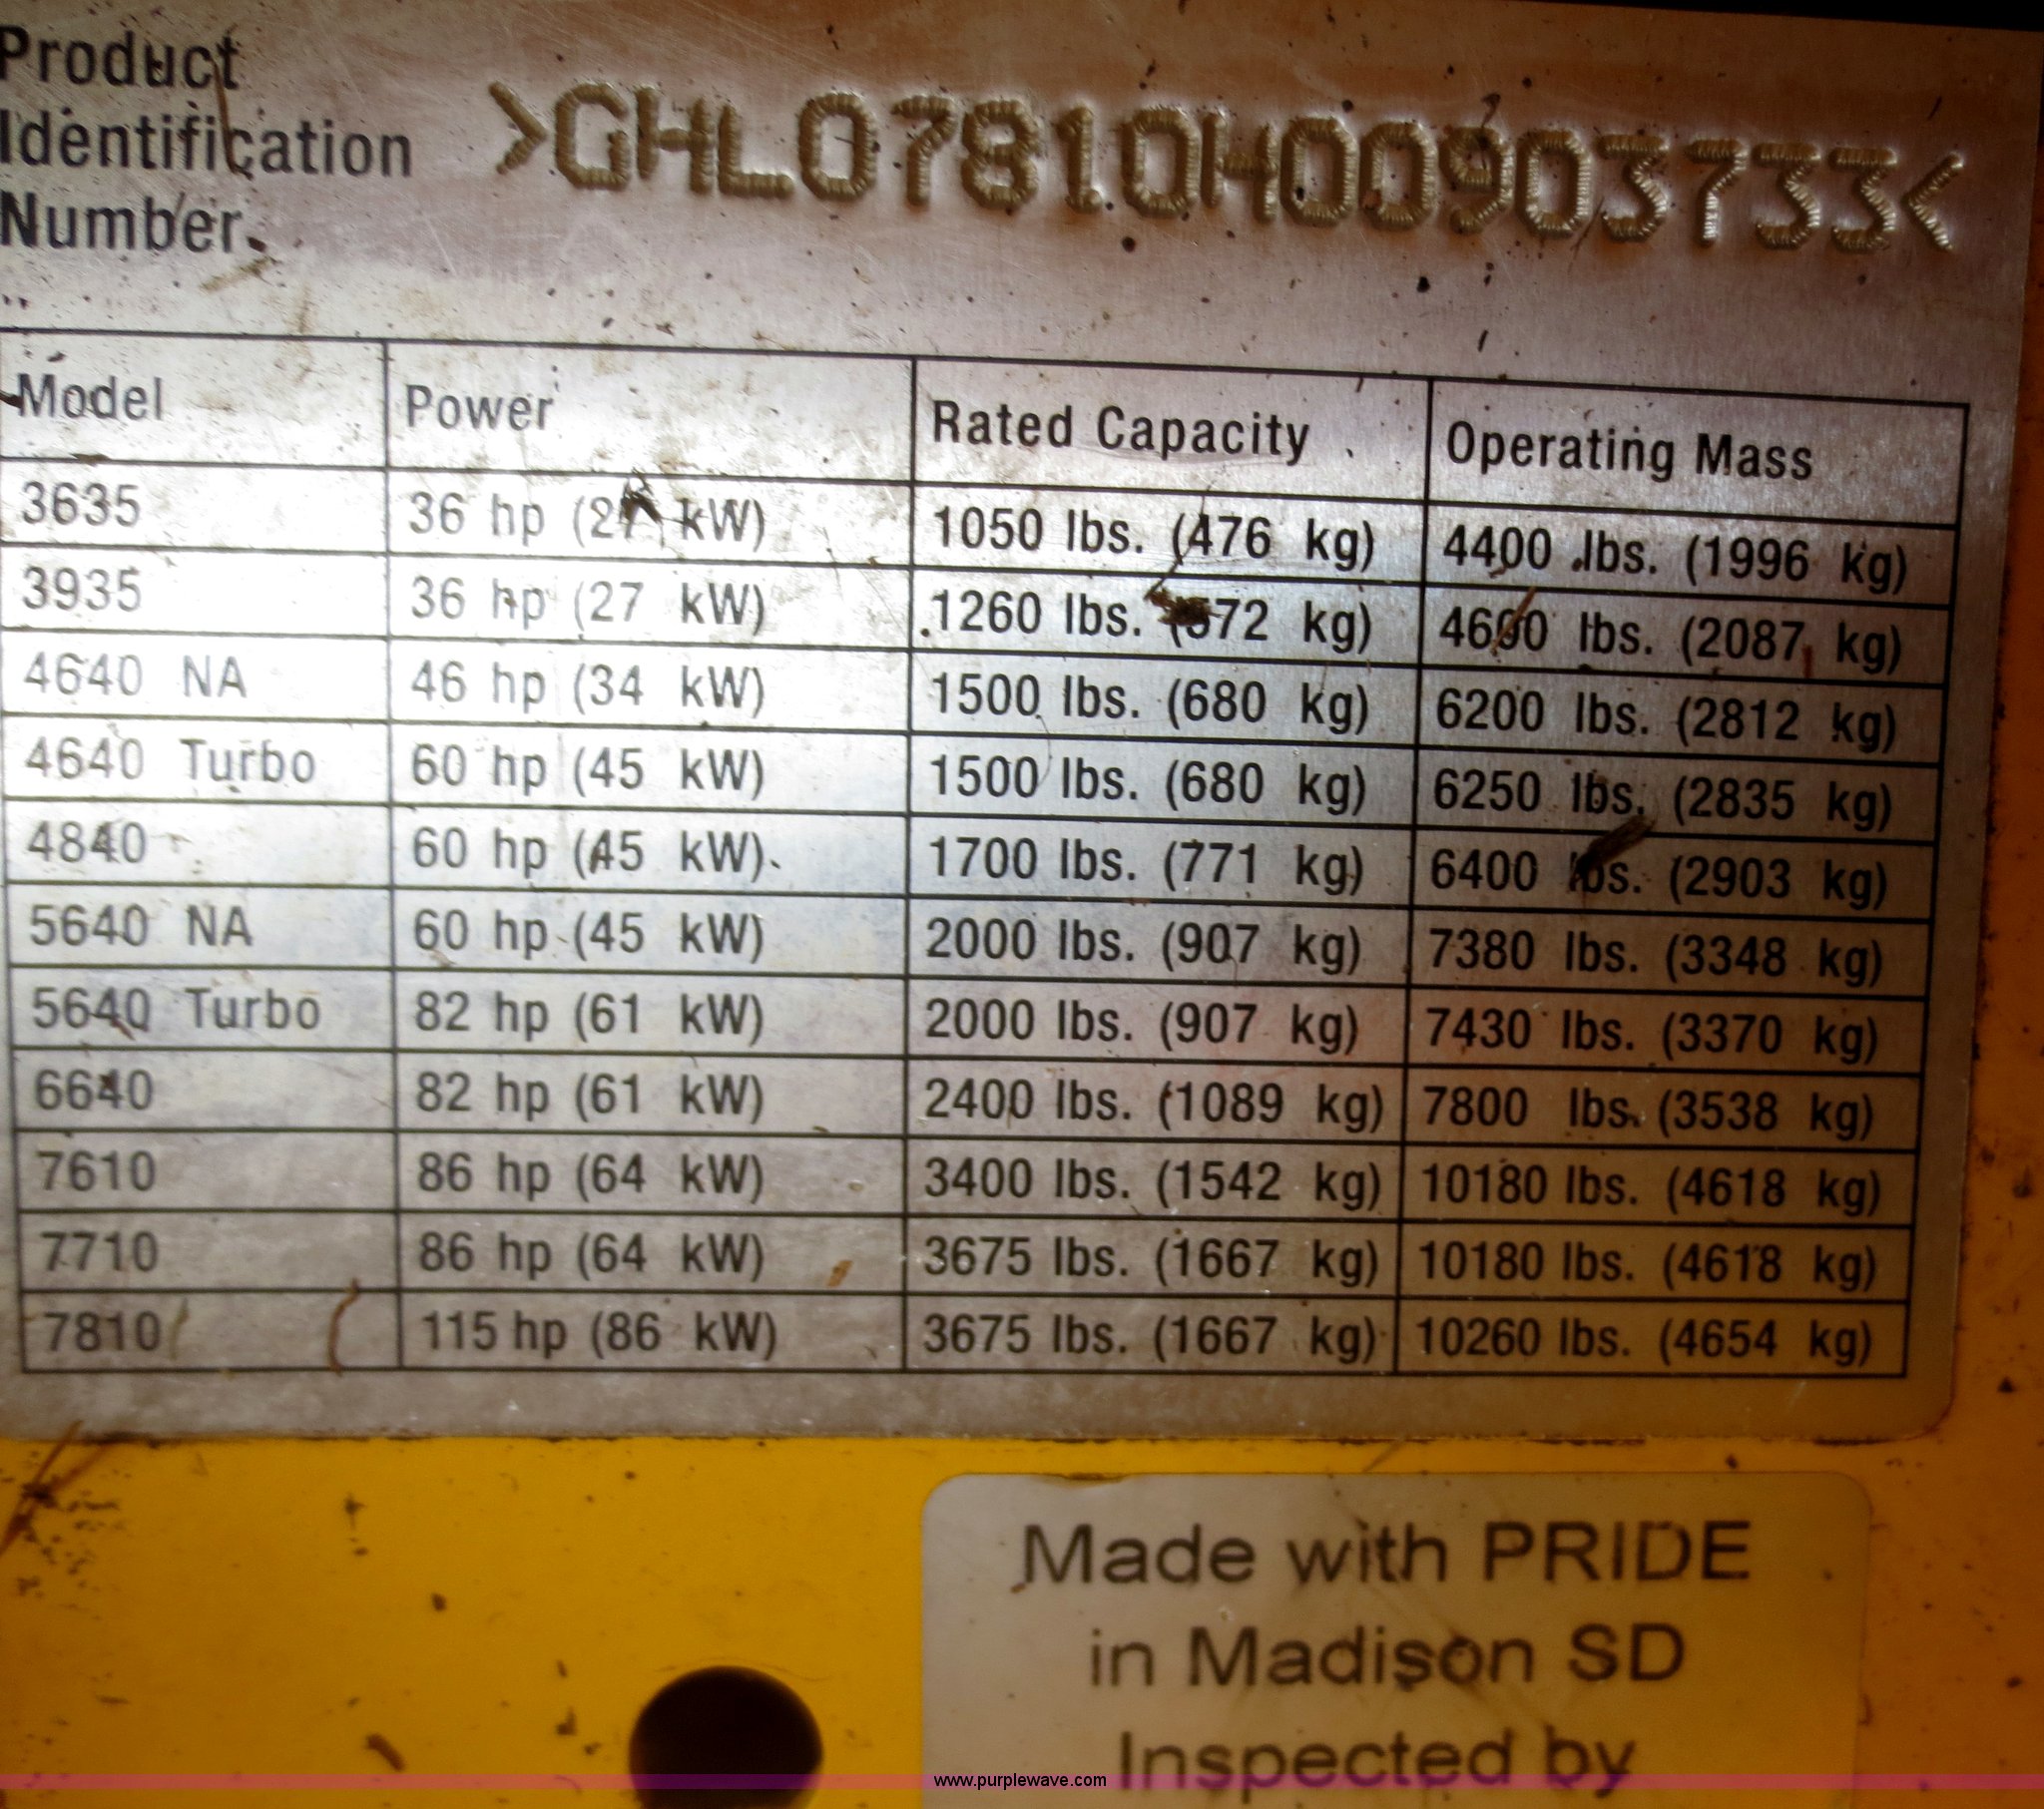 Product
Identification
Number
>GHL07810H00903733<
Model Power Rated Capacity Operating Mass
3635 36 hp (27 kW) 1050 lbs. (476 kg) 4400 lbs. (1996 kg)
3935 36 hp (27 kW) 1260 lbs. (572 kg) 4600 lbs. (2087 kg)
4640 NA 46 hp (34 kW) 1500 lbs. (680 kg) 6200 lbs. (2812 kg)
4640 Turbo 60 hp (45 kW) 1500 lbs. (680 kg) 6250 lbs. (2835 kg)
4840 60 hp (45 kW) 1700 lbs. (771 kg) 6400 lbs. (2903 kg)
5640 NA 60 hp (45 kW) 2000 lbs. (907 kg) 7380 lbs. (3348 kg)
5640 Turbo 82 hp (61 kW) 2000 lbs. (907 kg) 7430 lbs. (3370 kg)
6640 82 hp (61 kW) 2400 lbs. (1089 kg) 7800 lbs. (3538 kg)
7610 86 hp (64 kW) 3400 lbs. (1542 kg) 10180 lbs. (4618 kg)
7710 86 hp (64 kW) 3675 lbs. (1667 kg) 10180 lbs. (4618 kg)
7810 115 hp (86 kW) 3675 lbs. (1667 kg) 10260 lbs. (4654 kg)
Made with PRIDE
in Madison SD
Inspected by
www.purplewave.com